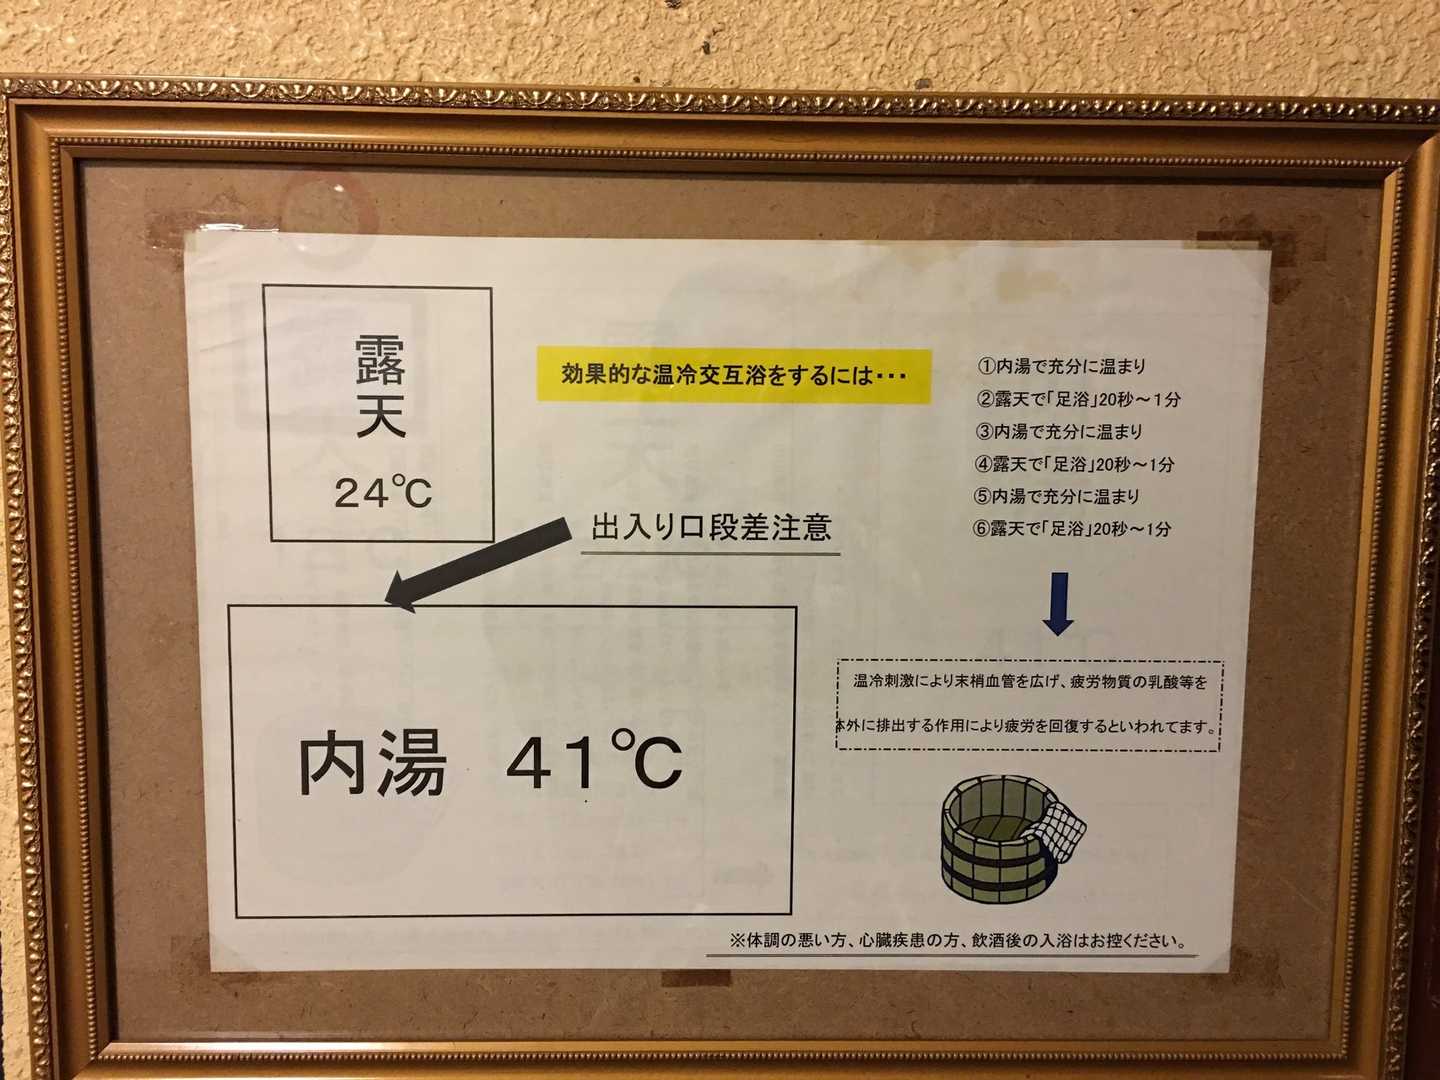 露天
24℃
効果的な温冷交互浴をするには・・・
①内湯で充分に温まり
②露天で「足浴」20秒～1分
③内湯で充分に温まり
④露天で「足浴」20秒～1分
⑤内湯で充分に温まり
⑥露天で「足浴」20秒～1分
出入り口段差注意
内湯　41℃
温冷刺激により末梢血管を広げ、疲労物質の乳酸等を
体外に排出する作用により疲労を回復するといわれてます。
※体調の悪い方、心臓疾患の方、飲酒後の入浴はお控ください。